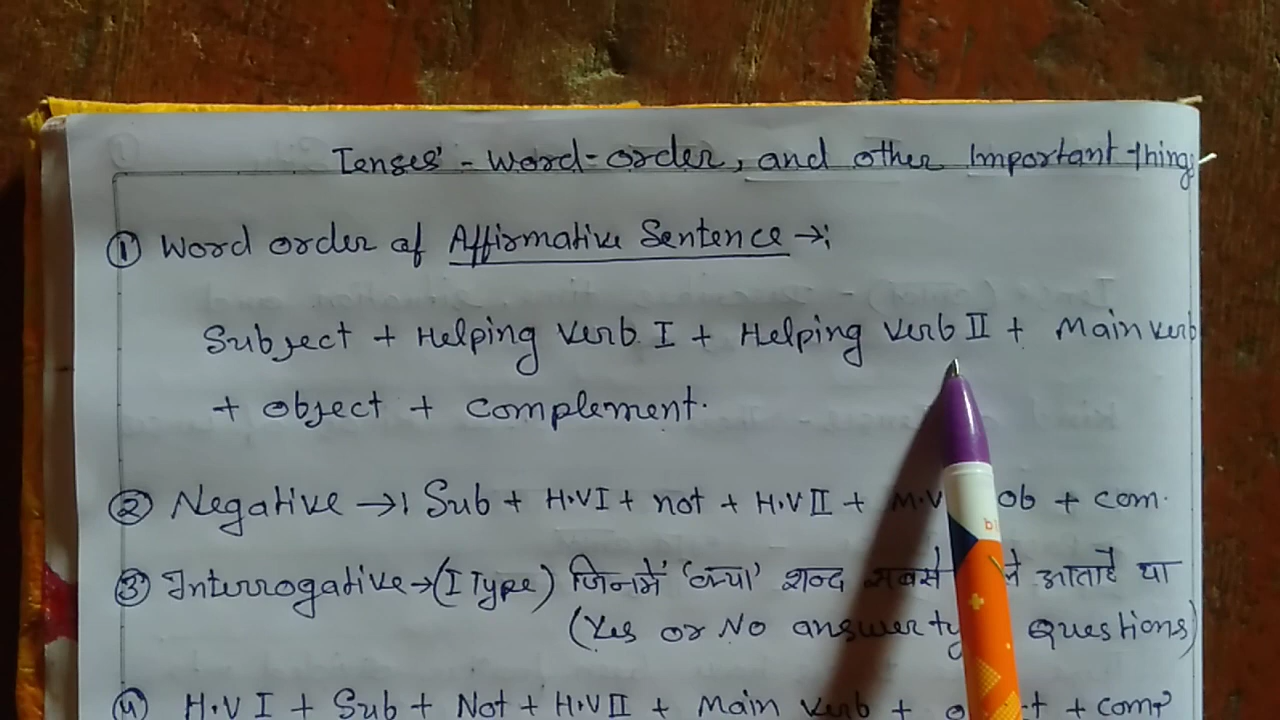 Tenses' - Word-order, and other Important things
① Word order of Affirmative Sentence →:
Subject + Helping Verb I + Helping Verb II + Main verb
+ object + Complement.
② Negative →: Sub + H.V I + not + H.V II + M.V ob + com.
③ Interrogative → (I Type) जिनमें 'क्या' शब्द सबसे आता है या
(Yes or No answer Questions)
④ H.V I + Sub + Not + H.V II + Main verb + + com?